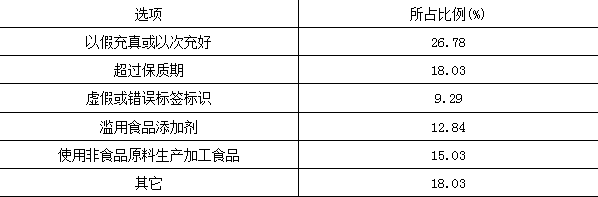 选项 所占比例(%)
以假充真或以次充好 26.78
超过保质期 18.03
虚假或错误标签标识 9.29
滥用食品添加剂 12.84
使用非食品原料生产加工食品 15.03
其它 18.03